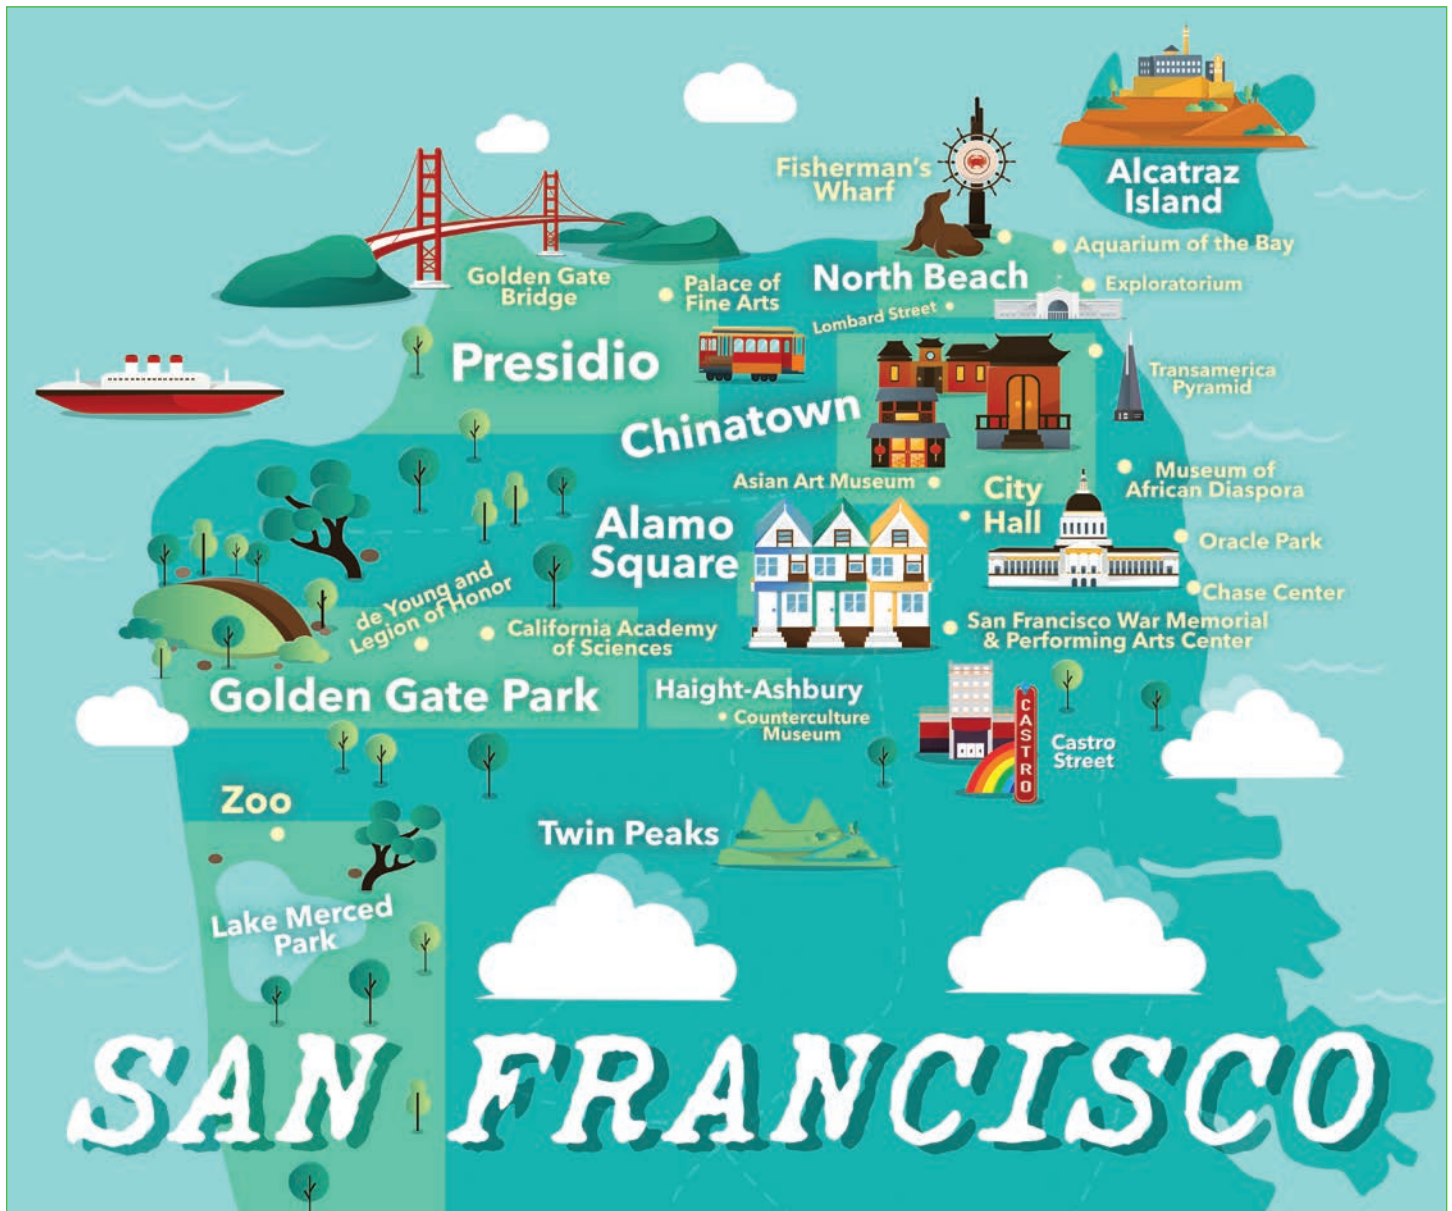 Fisherman's
Wharf
Alcatraz
Island
Aquarium of the Bay
Golden Gate
Bridge
Palace of
Fine Arts
North Beach
Exploratorium
Lombard Street
Presidio
Transamerica
Pyramid
Chinatown
Asian Art Museum
City
Hall
Museum of
African Diaspora
Alamo
Square
Oracle Park
Chase Center
de Young and
Legion of Honor
California Academy
of Sciences
San Francisco War Memorial
& Performing Arts Center
Golden Gate Park
Haight-Ashbury
Counterculture
Museum
CASTRO
Castro
Street
Zoo
Twin Peaks
Lake Merced
Park
SAN FRANCISCO